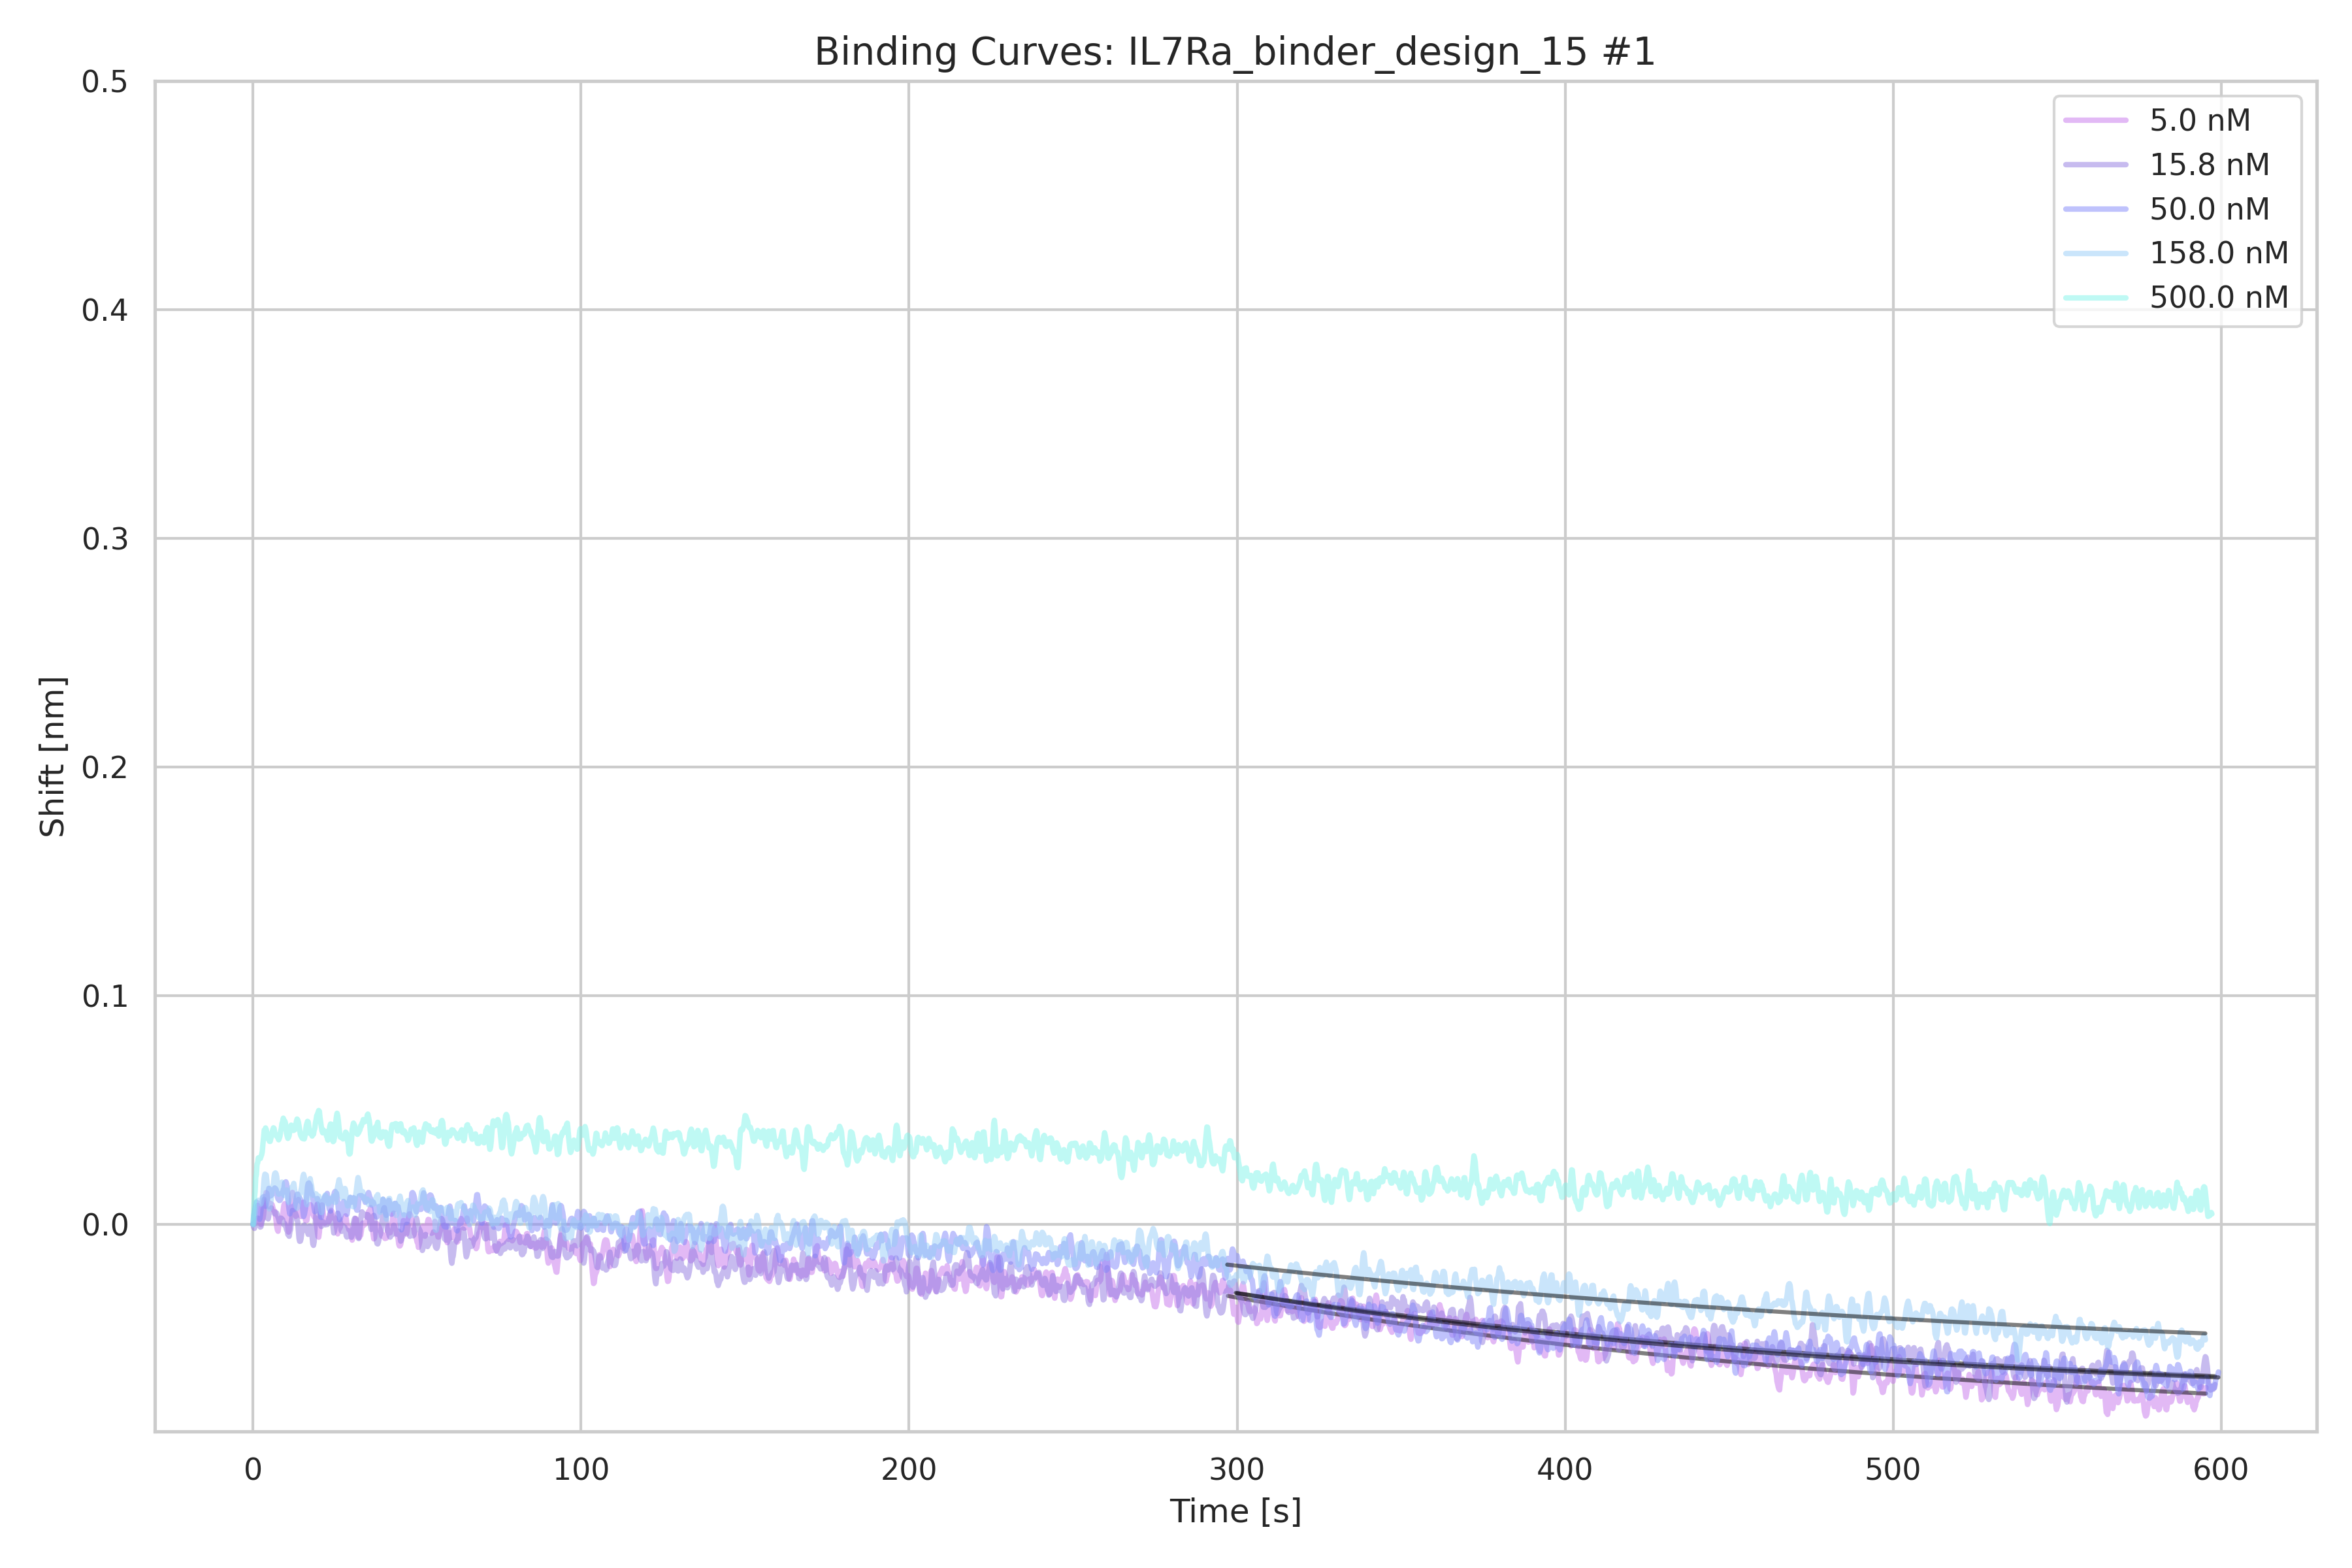 Binding Curves: IL7Ra_binder_design_15 #1
0.5
0.4
0.3
0.2
0.1
0.0
Shift [nm]
5.0 nM
15.8 nM
50.0 nM
158.0 nM
500.0 nM
0 100 200 300 400 500 600
Time [s]